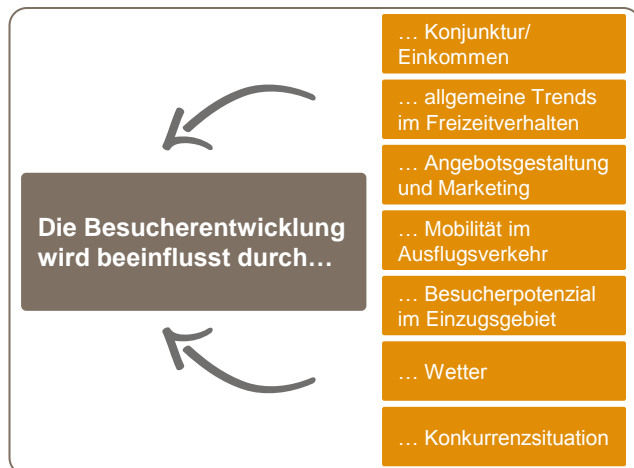 … Konjunktur/
Einkommen
… allgemeine Trends
im Freizeitverhalten
… Angebotsgestaltung
und Marketing
Die Besucherentwicklung
wird beeinflusst durch…
… Mobilität im
Ausflugsverkehr
… Besucherpotenzial
im Einzugsgebiet
… Wetter
… Konkurrenzsituation